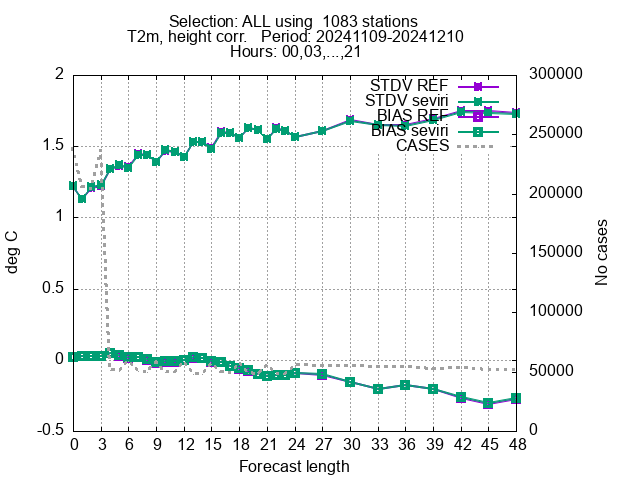 Selection: ALL using  1083 stations
T2m, height corr.   Period: 20241109-20241210
Hours: 00,03,...,21
STDV REF
STDV seviri
BIAS REF
BIAS seviri
CASES
2
1.5
1
0.5
0
-0.5
deg C
300000
250000
200000
150000
100000
50000
0
No cases
0 3 6 9 12 15 18 21 24 27 30 33 36 39 42 45 48
Forecast length